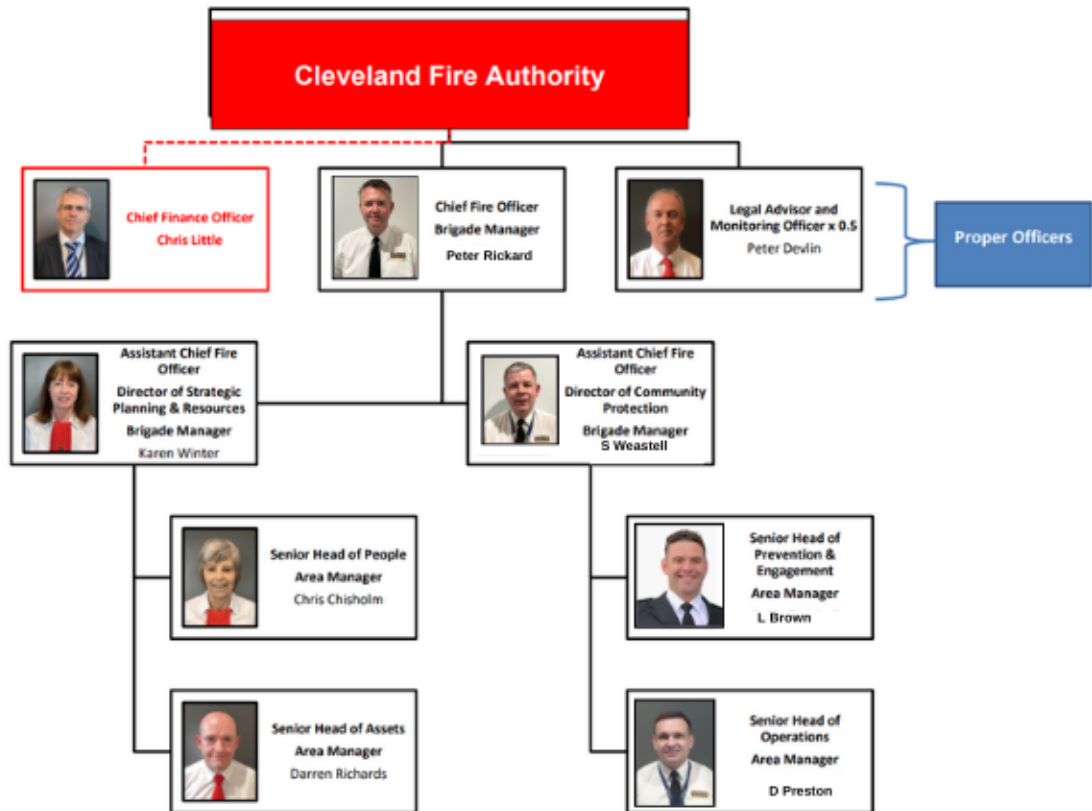 Cleveland Fire Authority
Chief Finance Officer
Chris Little
Chief Fire Officer
Brigade Manager
Peter Rickard
Legal Advisor and
Monitoring Officer x 0.5
Peter Devlin
Proper Officers
Assistant Chief Fire
Officer
Director of Strategic
Planning & Resources
Brigade Manager
Karen Winter
Assistant Chief Fire
Officer
Director of Community
Protection
Brigade Manager
S Weastell
Senior Head of People
Area Manager
Chris Chisholm
Senior Head of
Prevention &
Engagement
Area Manager
L Brown
Senior Head of Assets
Area Manager
Darren Richards
Senior Head of
Operations
Area Manager
D Preston